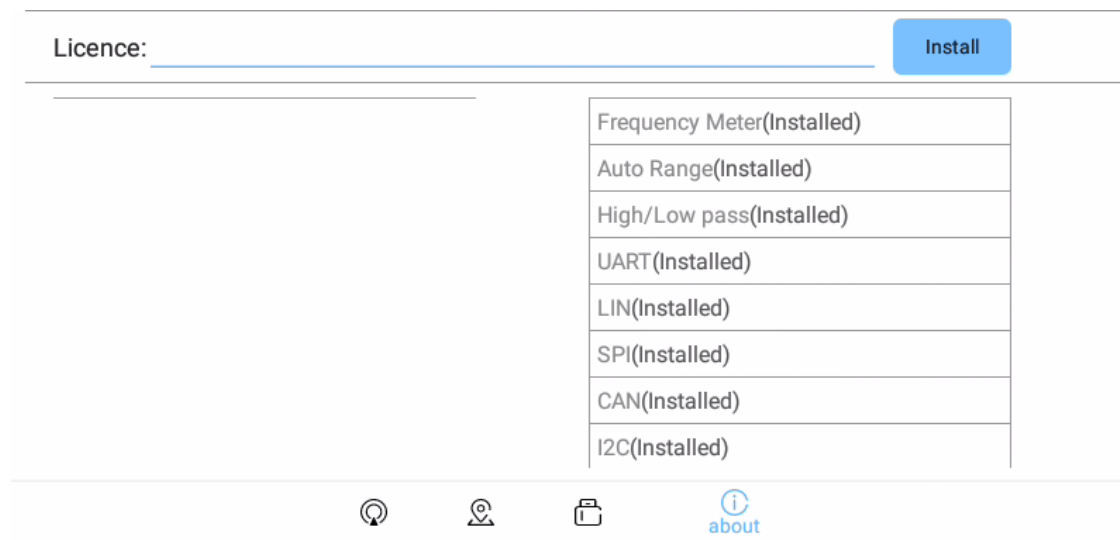 Licence:
Install
Frequency Meter(Installed)
Auto Range(Installed)
High/Low pass(Installed)
UART(Installed)
LIN(Installed)
SPI(Installed)
CAN(Installed)
I2C(Installed)
about